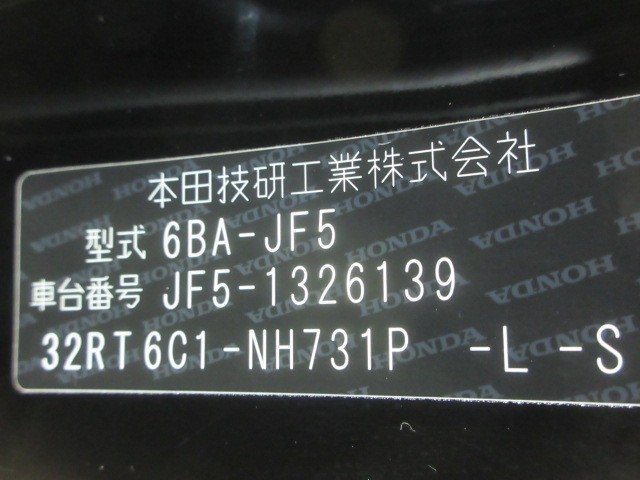 本田技研工業株式会社
型式 6BA-JF5
車台番号 JF5-1326139
32RT6C1-NH731P -L -S